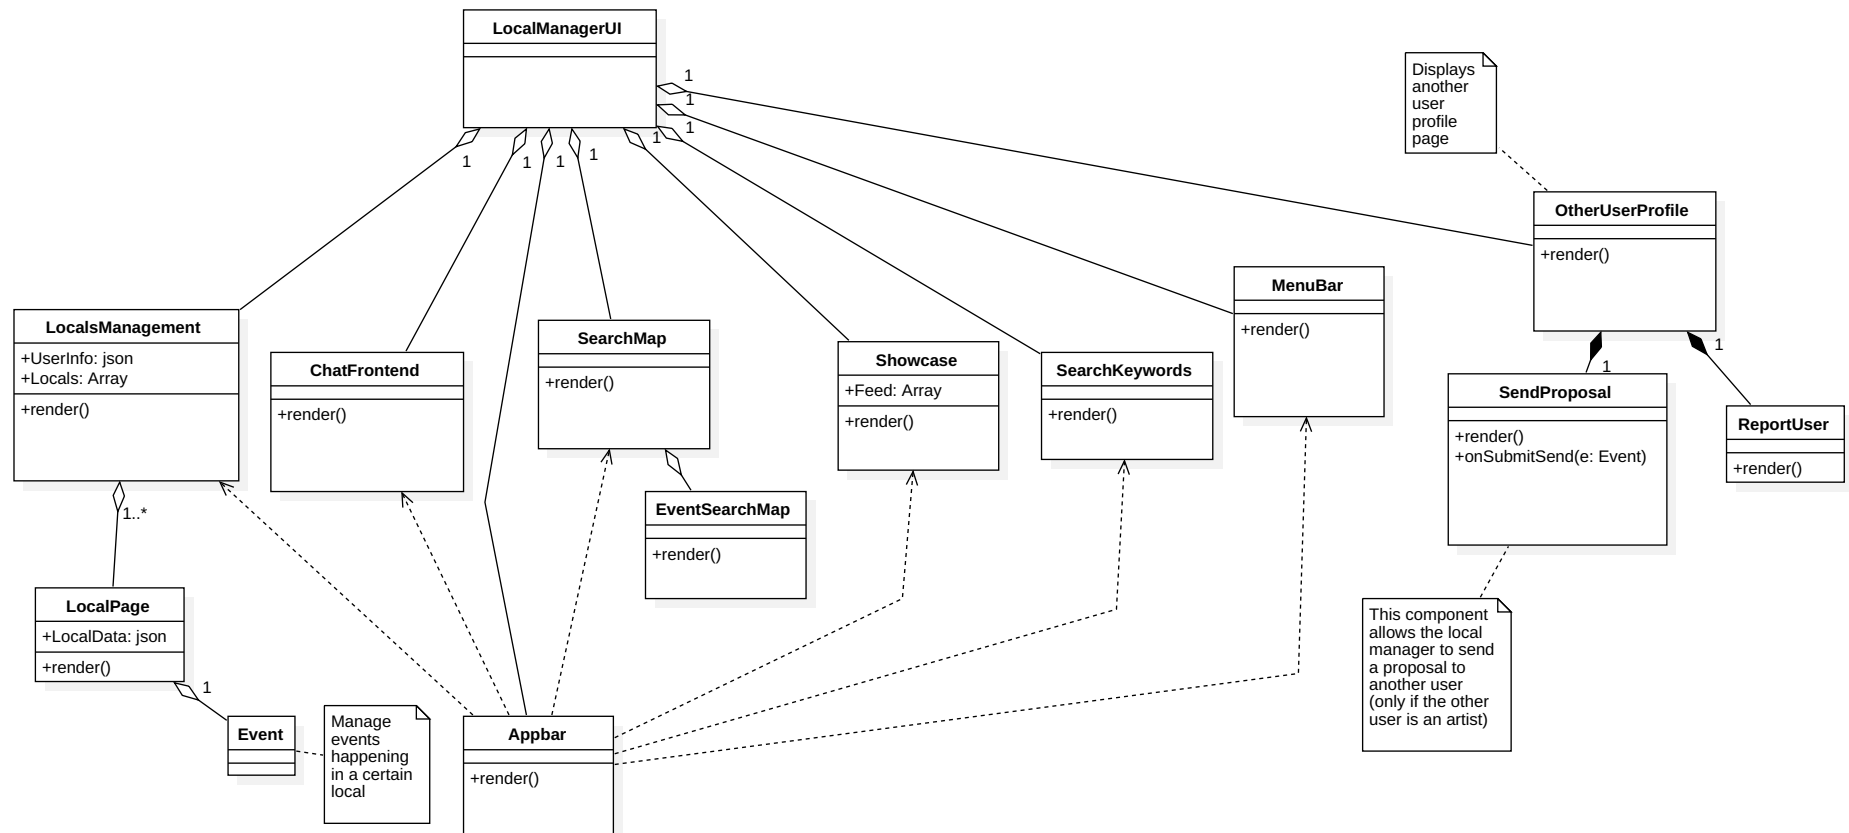 LocalManagerUI
1
1
1
1
1
1
1
1
1
Displays
another
user
profile
page
OtherUserProfile
+render()
MenuBar
+render()
LocalsManagement
+UserInfo: json
+Locals: Array
+render()
ChatFrontend
+render()
SearchMap
+render()
Showcase
+Feed: Array
+render()
SearchKeywords
+render()
1
1
SendProposal
+render()
+onSubmitSend(e: Event)
ReportUser
+render()
EventSearchMap
+render()
1..*
LocalPage
+LocalData: json
+render()
1
Event
Manage
events
happening
in a certain
local
Appbar
+render()
This component
allows the local
manager to send
a proposal to
another user
(only if the other
user is an artist)